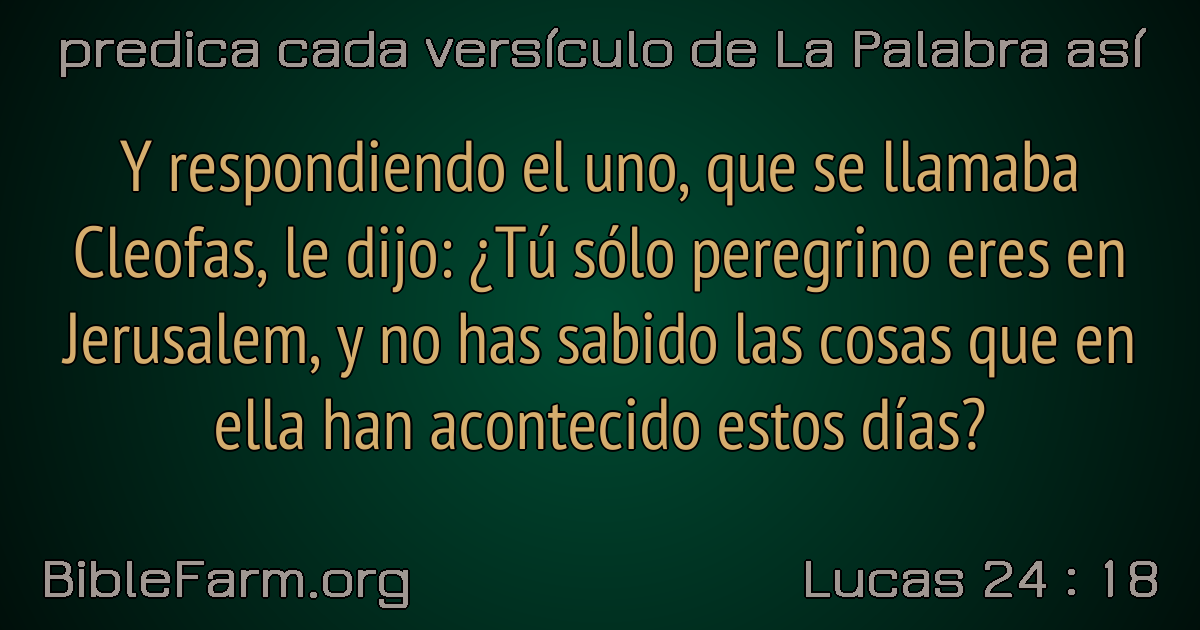 predica cada versículo de La Palabra así
Y respondiendo el uno, que se llamaba
Cleofas, le dijo: ¿Tú sólo peregrino eres en
Jerusalem, y no has sabido las cosas que en
ella han acontecido estos días?
BibleFarm.org
Lucas 24 : 18